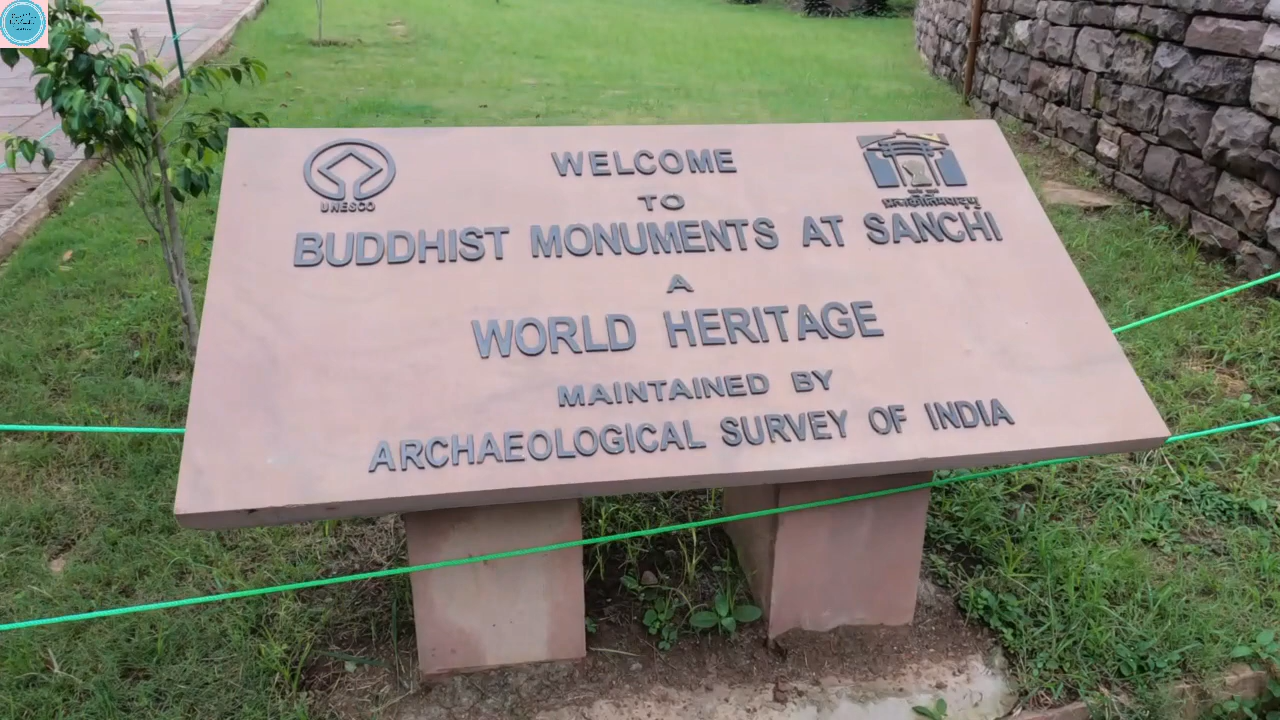 UNESCO
WELCOME
TO
BUDDHIST MONUMENTS AT SANCHI
A
WORLD HERITAGE
MAINTAINED BY
ARCHAEOLOGICAL SURVEY OF INDIA